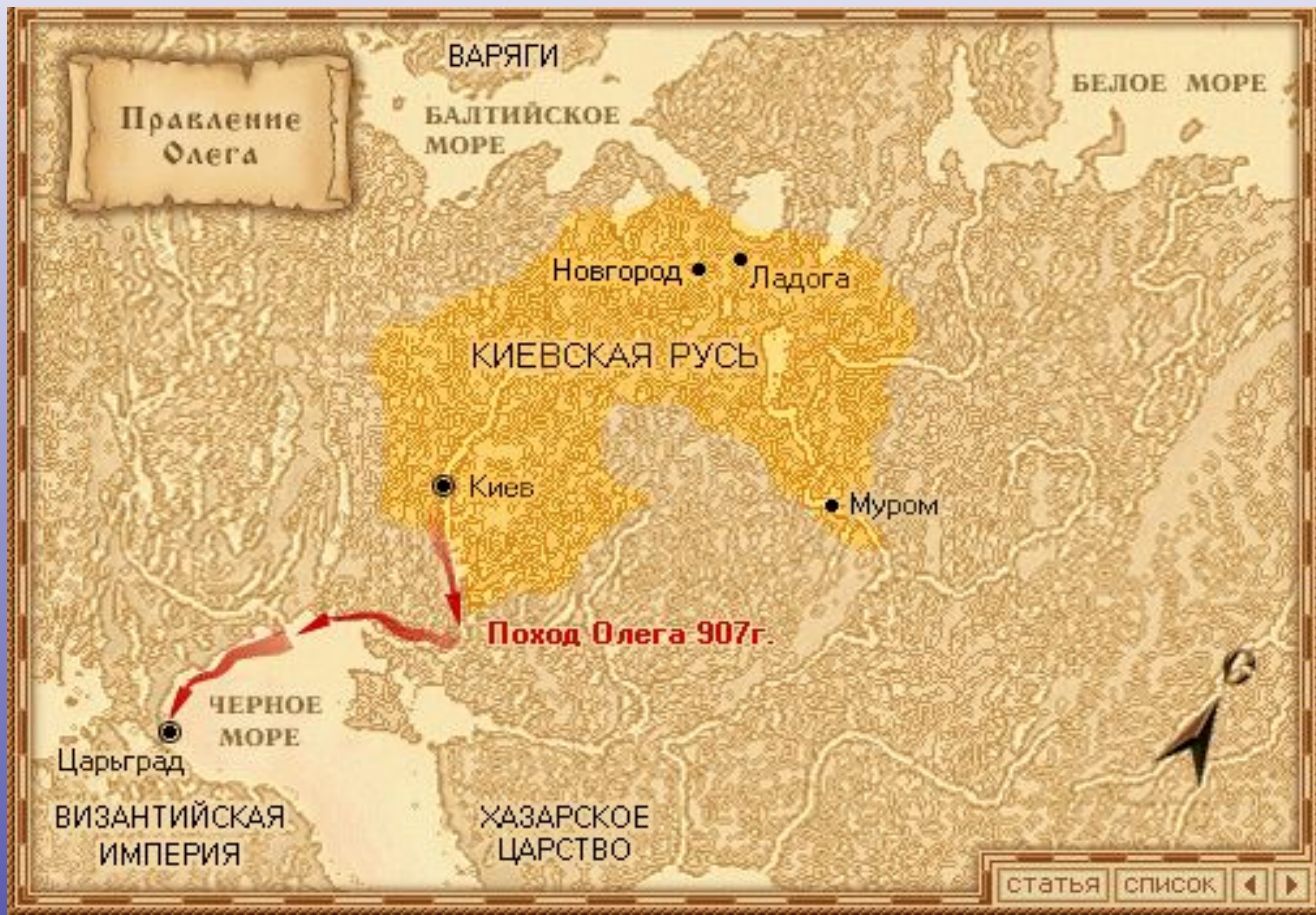 ВАРЯГИ
Правление
Олега
БАЛТИЙСКОЕ
МОРЕ
БЕЛОЕ МОРЕ
Новгород
Ладога
КИЕВСКАЯ РУСЬ
Киев
Муром
Поход Олега 907г.
С
ЧЕРНОЕ
МОРЕ
Царьград
ВИЗАНТИЙСКАЯ
ИМПЕРИЯ
ХАЗАРСКОЕ
ЦАРСТВО
статья список